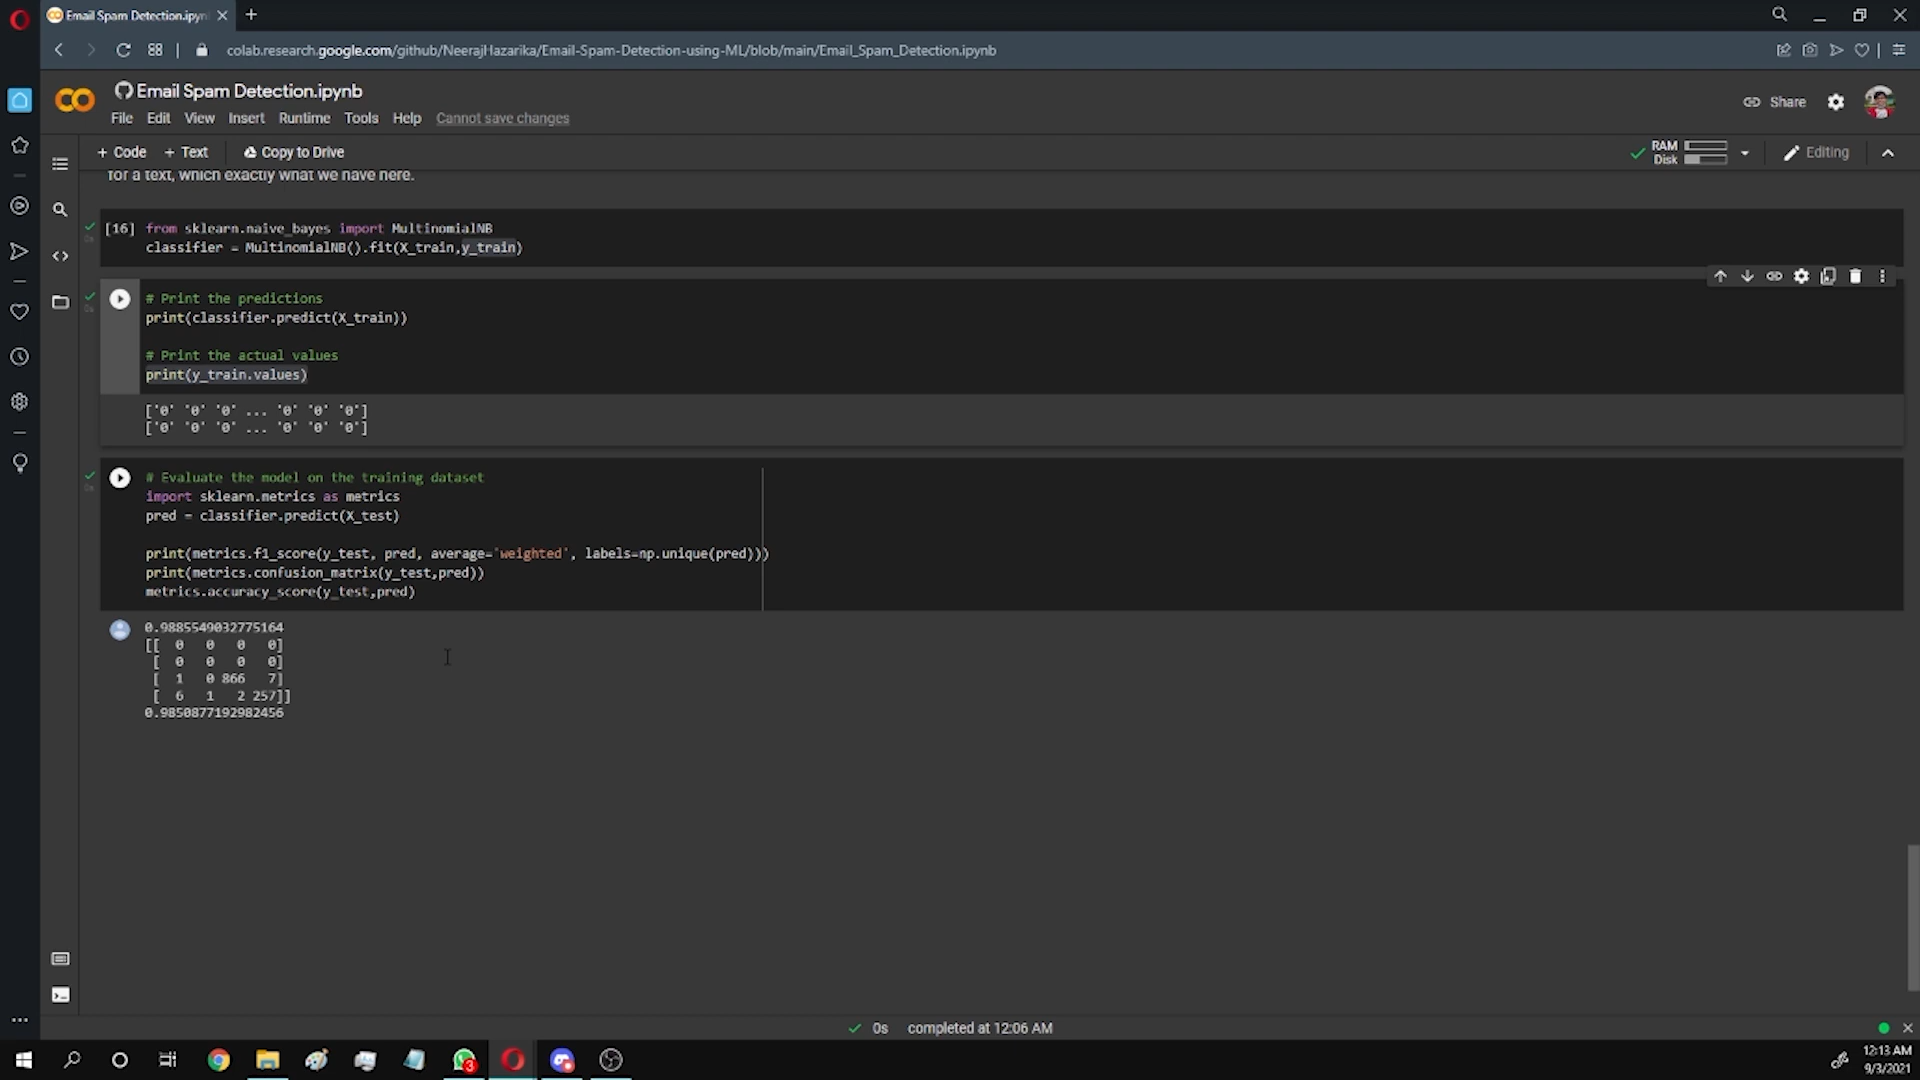 Email Spam Detection.ipyn
colab.research.google.com/github/NeerajHazarika/Email-Spam-Detection-using-ML/blob/main/Email_Spam_Detection.ipynb
Email Spam Detection.ipynb
Share
File Edit View Insert Runtime Tools Help Cannot save changes
+ Code + Text Copy to Drive
RAM
Disk
Editing
for a text, which exactly what we have here.
[16] from sklearn.naive_bayes import MultinomialNB
classifier = MultinomialNB().fit(X_train,y_train)
# Print the predictions
print(classifier.predict(X_train))
# Print the actual values
print(y_train.values)
['0' '0' '0' ... '0' '0' '0']
['0' '0' '0' ... '0' '0' '0']
# Evaluate the model on the training dataset
import sklearn.metrics as metrics
pred = classifier.predict(X_test)
print(metrics.f1_score(y_test, pred, average='weighted', labels=np.unique(pred)))
print(metrics.confusion_matrix(y_test,pred))
metrics.accuracy_score(y_test,pred)
0.9885549032775164
[[ 0 0 0 0]
[ 0 0 0 0]
[ 1 0 866 7]
[ 6 1 2 257]]
0.9850877192982456
0s completed at 12:06 AM
3
12:13 AM
9/3/2021